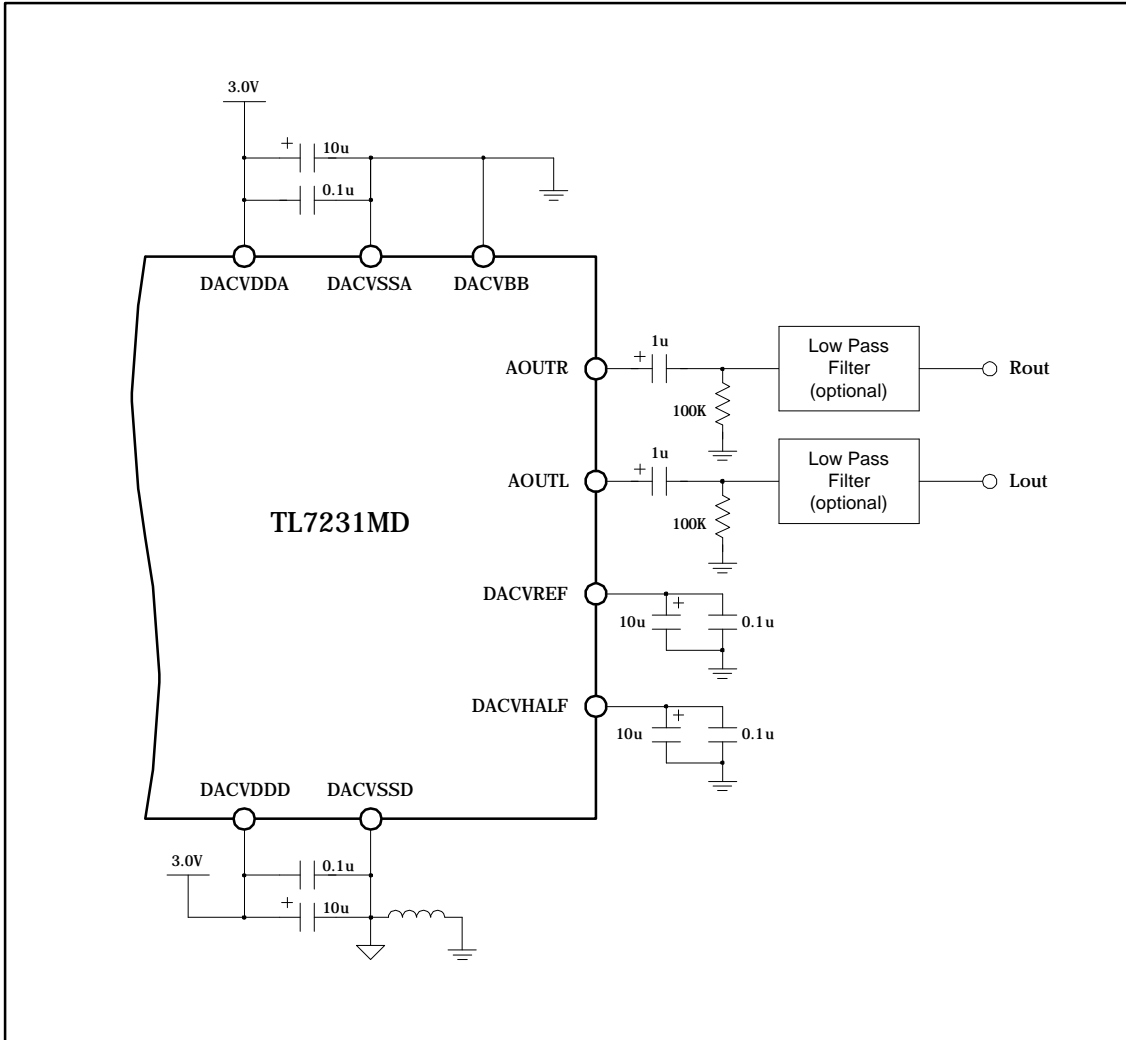 3.0V
+
10u
0.1u
DACVDDA
DACVSSA
DACVBB
AOUTR
+
1u
100K
Low Pass
Filter
(optional)
Rout
AOUTL
+
1u
100K
Low Pass
Filter
(optional)
Lout
TL7231MD
DACVREF
10u
+
0.1u
DACVHALF
10u
+
0.1u
DACVDDD
DACVSSD
3.0V
0.1u
+
10u